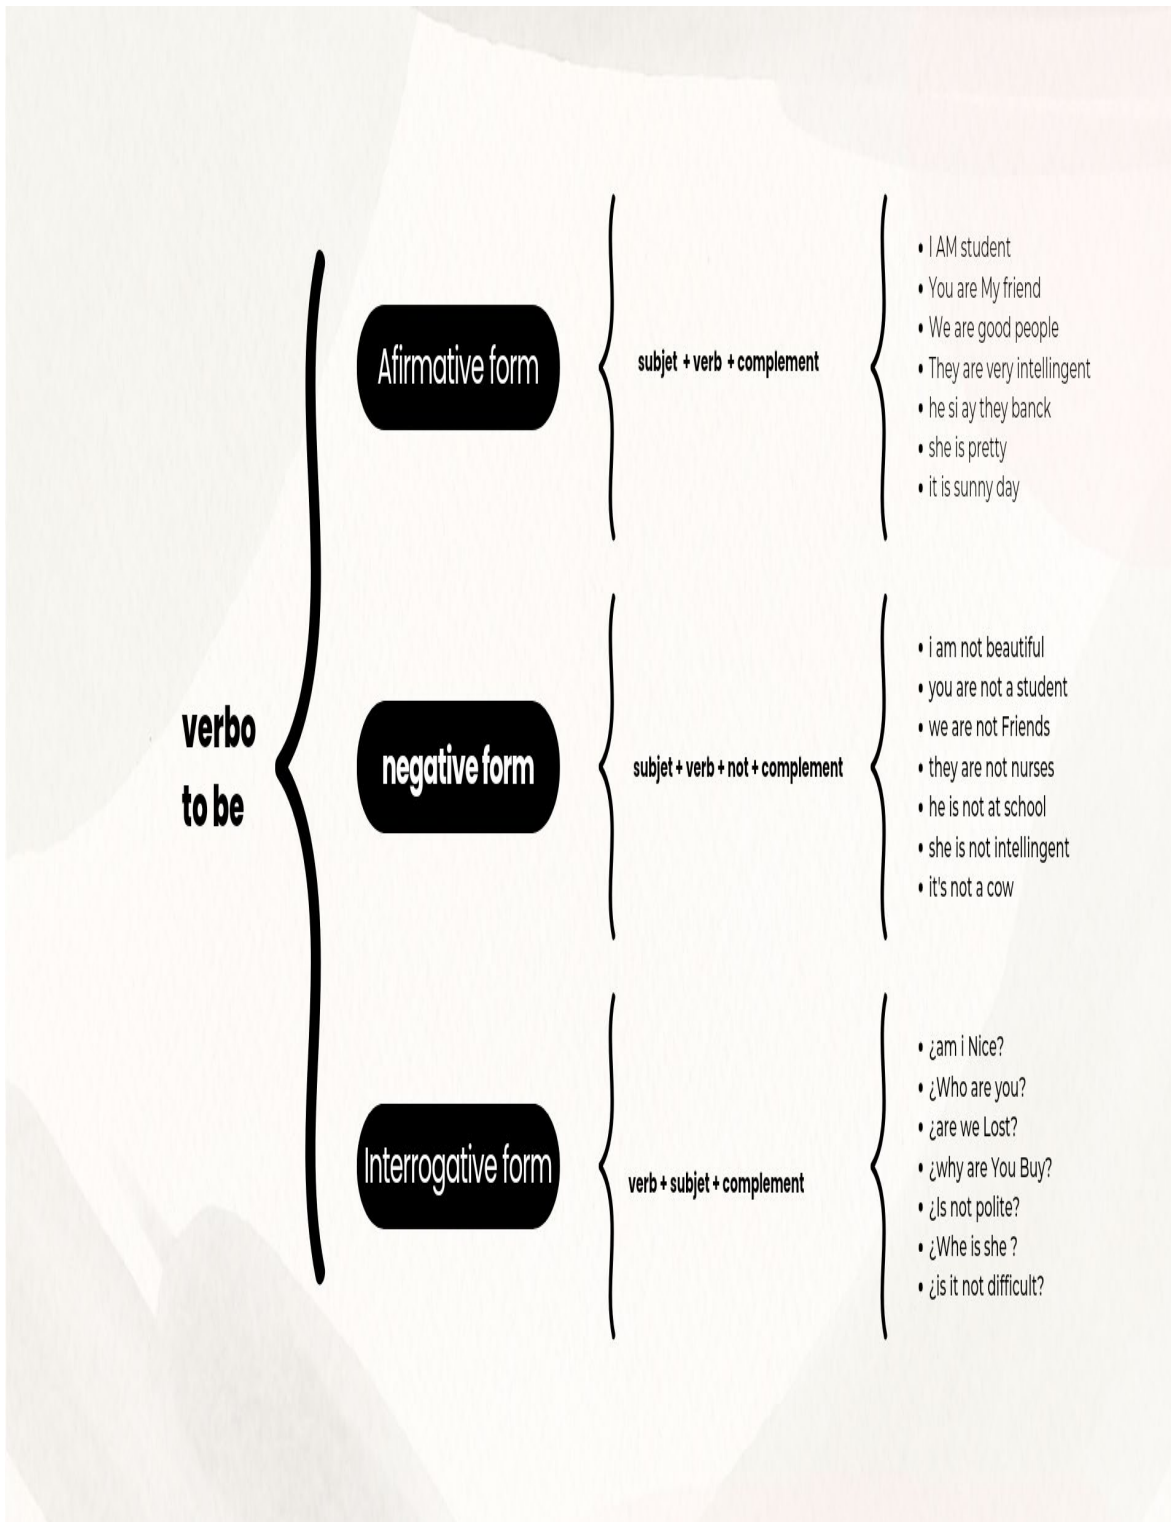 verbo
to be
Afirmative form
subjet + verb + complement
I AM student
You are My friend
We are good people
They are very intellingent
he si ay they banck
she is pretty
it is sunny day
negative form
subjet + verb + not + complement
i am not beautiful
you are not a student
we are not Friends
they are not nurses
he is not at school
she is not intellingent
it's not a cow
Interrogative form
verb + subjet + complement
¿am i Nice?
¿Who are you?
¿are we Lost?
¿why are You Buy?
¿Is not polite?
¿Whe is she ?
¿is it not difficult?